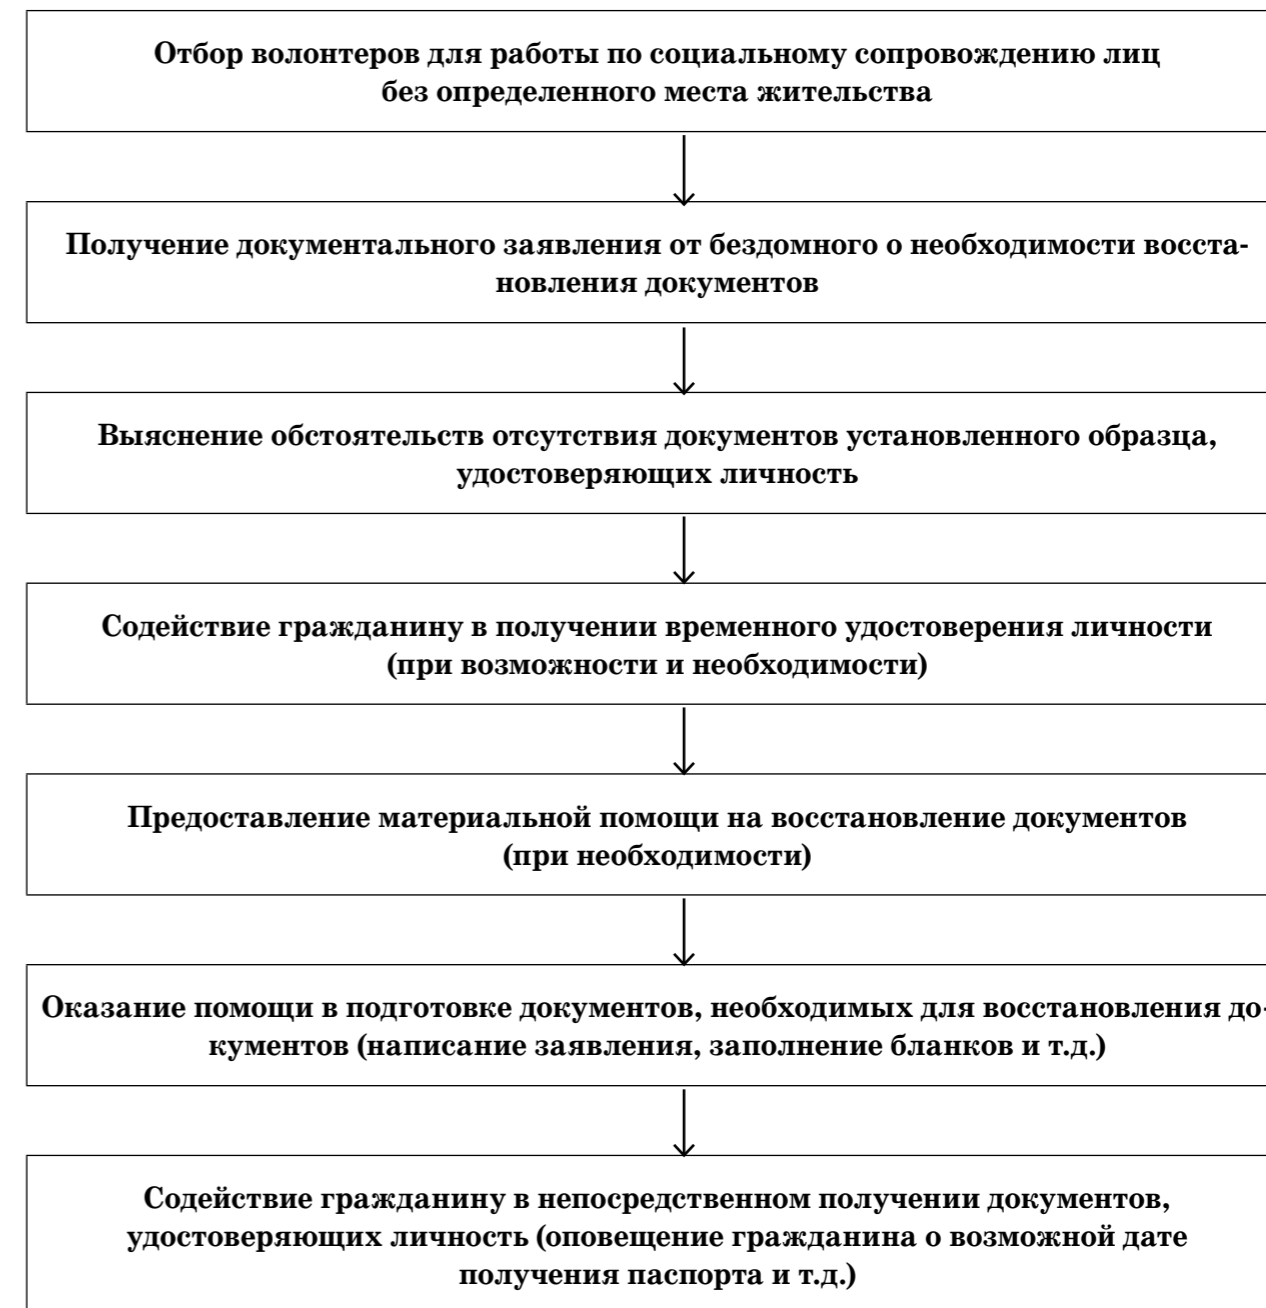 Отбор волонтеров для работы по социальному сопровождению лиц
без определенного места жительства
Получение документального заявления от бездомного о необходимости восста-
новления документов
Выяснение обстоятельств отсутствия документов установленного образца,
удостоверяющих личность
Содействие гражданину в получении временного удостоверения личности
(при возможности и необходимости)
Предоставление материальной помощи на восстановление документов
(при необходимости)
Оказание помощи в подготовке документов, необходимых для восстановления до-
кументов (написание заявления, заполнение бланков и т.д.)
Содействие гражданину в непосредственном получении документов,
удостоверяющих личность (оповещение гражданина о возможной дате
получения паспорта и т.д.)